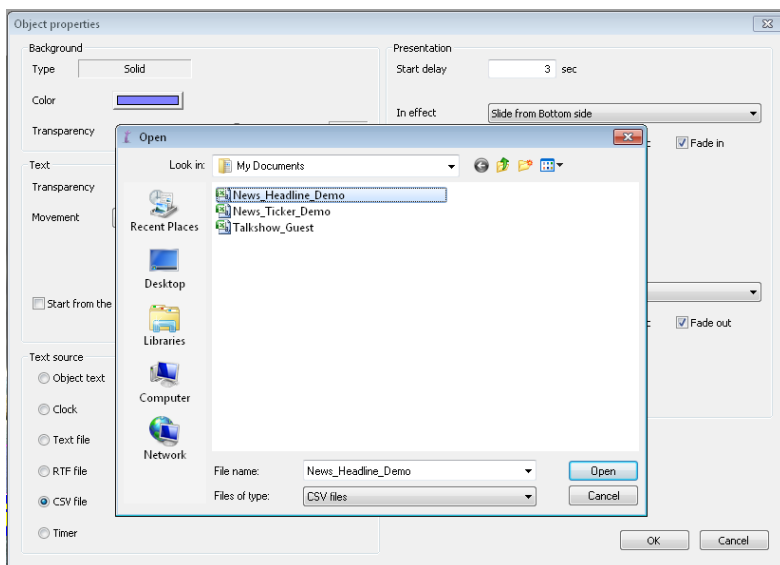 Object properties
Background
Type Solid
Color
Transparency
Text
Transparency
Movement
Start from the
Text source
Object text
Clock
Text file
RTF file
CSV file
Timer
Presentation
Start delay 3 sec
In effect Slide from Bottom side
Fade in
Fade out
OK Cancel
Open
Look in: My Documents
Recent Places
Desktop
Libraries
Computer
Network
News_Headline_Demo
News_Ticker_Demo
Talkshow_Guest
File name: News_Headline_Demo Open
Files of type: CSV files Cancel